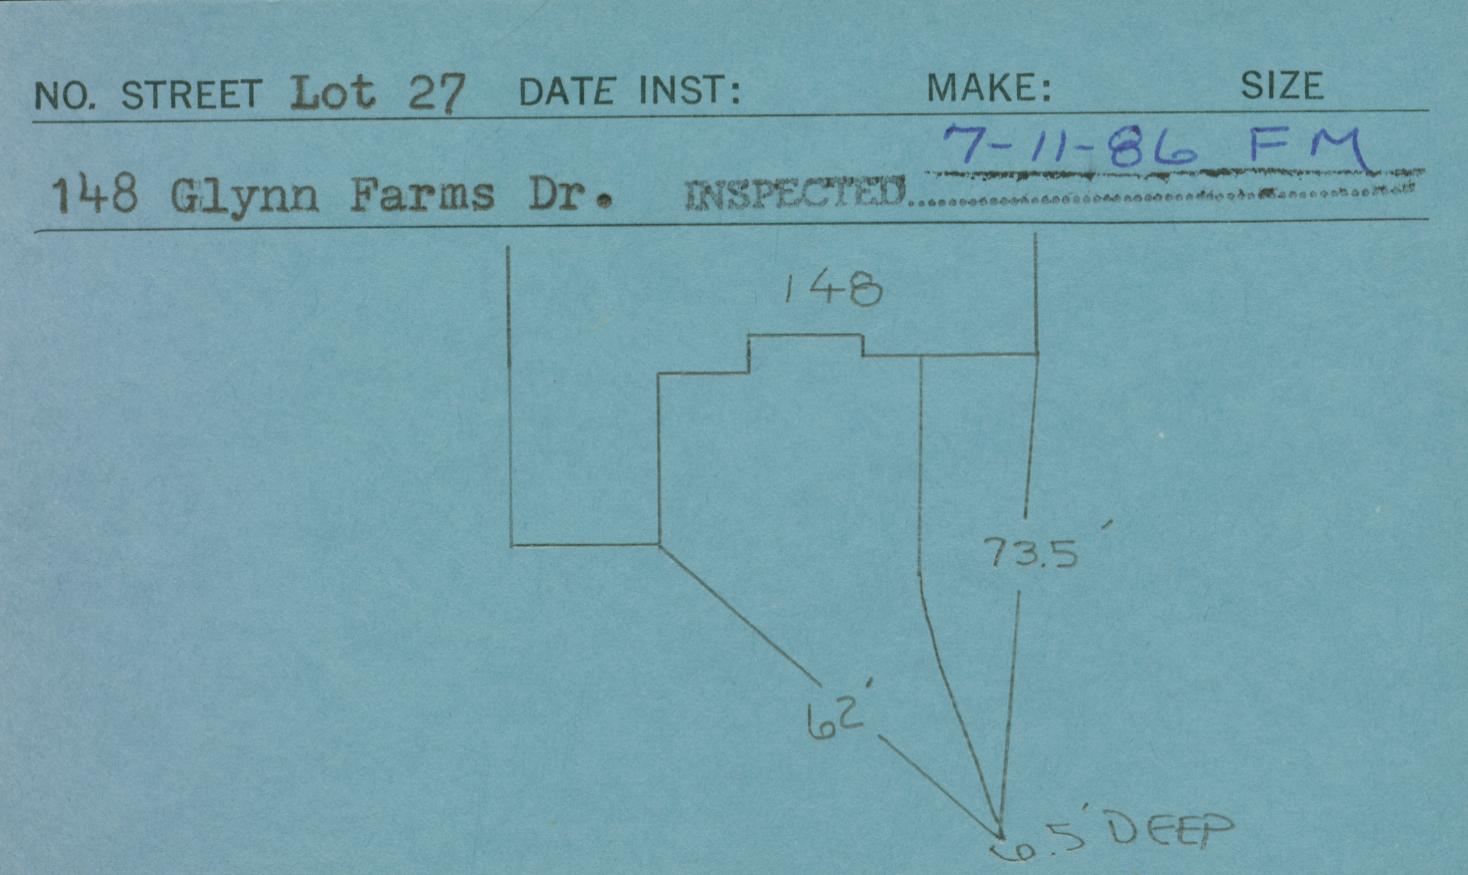 NO. STREET Lot 27 DATE INST: MAKE: SIZE
7-11-86 FM
148 Glynn Farms Dr. INSPECTED
148
73.5'
62'
6.5' DEEP